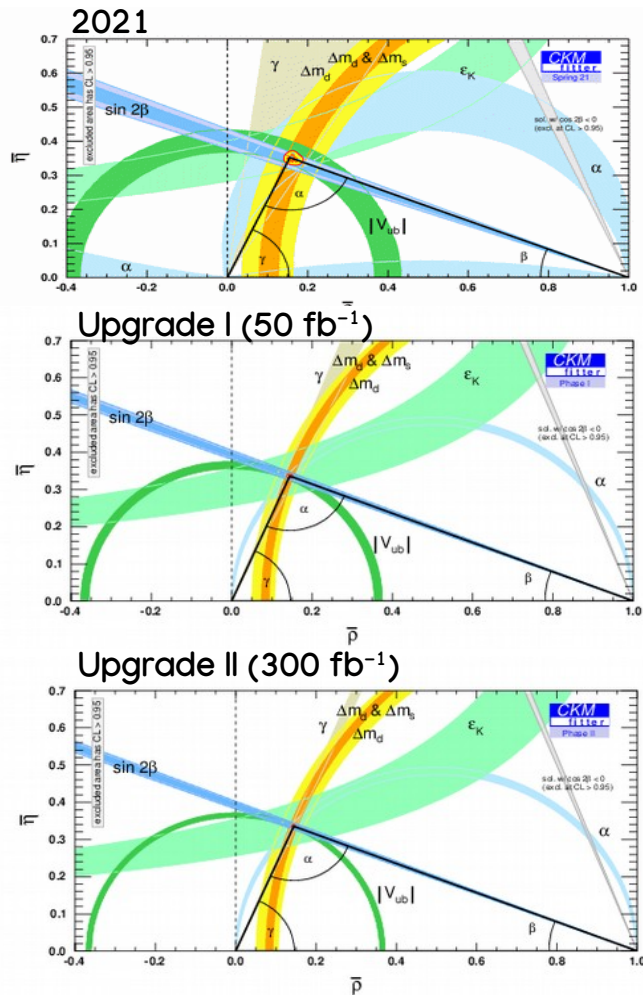 2021
0.7
0.6
0.5
0.4
0.3
0.2
0.1
0.0
η̄
excluded area has CL > 0.95
sin 2β
γ
Δm_d
Δm_d & Δm_s
ε_K
CKM
fitter
Spring 21
sol. w/ cos 2β < 0
(excl. at CL > 0.95)
α
α
|V_ub|
α
γ
β
-0.4
-0.2
0.0
0.2
0.4
0.6
0.8
1.0
Upgrade I (50 fb⁻¹)
0.7
0.6
0.5
0.4
0.3
0.2
0.1
0.0
η̄
excluded area has CL > 0.95
sin 2β
γ
Δm_d & Δm_s
Δm_d
ε_K
CKM
fitter
Phase I
sol. w/ cos 2β < 0
(excl. at CL > 0.95)
α
α
|V_ub|
γ
β
-0.4
-0.2
0.0
0.2
0.4
0.6
0.8
1.0
ρ̄
Upgrade II (300 fb⁻¹)
0.7
0.6
0.5
0.4
0.3
0.2
0.1
0.0
η̄
excluded area has CL > 0.95
sin 2β
γ
Δm_d & Δm_s
Δm_d
ε_K
CKM
fitter
Phase II
sol. w/ cos 2β < 0
(excl. at CL > 0.95)
α
α
|V_ub|
γ
β
-0.4
-0.2
0.0
0.2
0.4
0.6
0.8
1.0
ρ̄